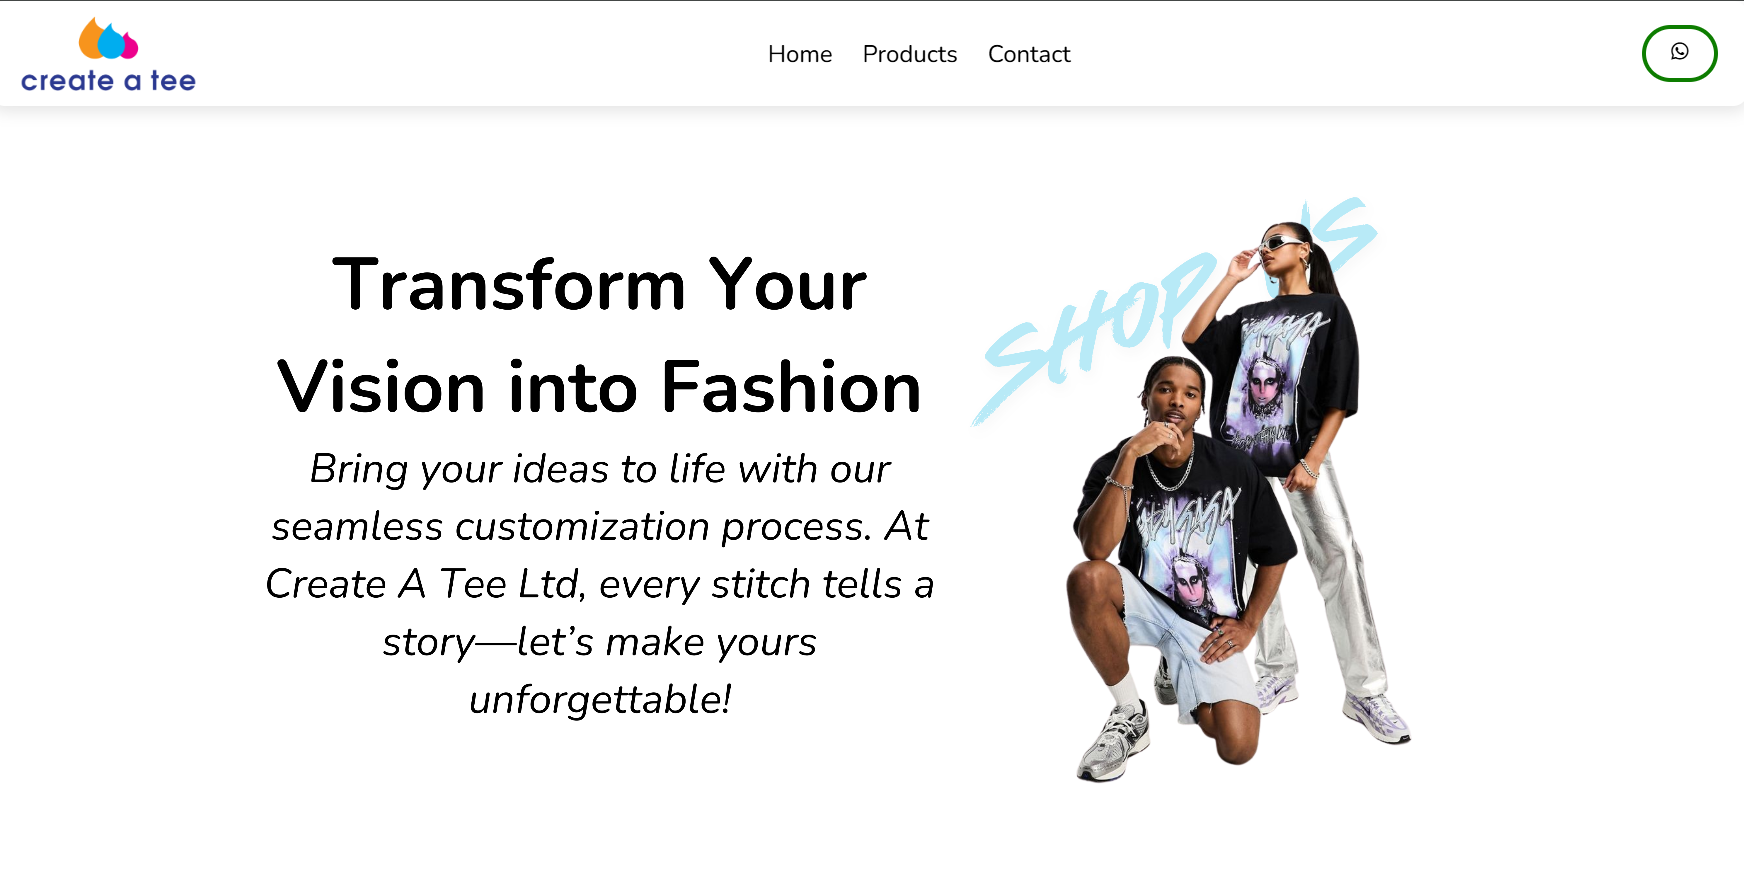 create a tee
Home Products Contact
SHOP
Transform Your
Vision into Fashion
Bring your ideas to life with our
seamless customization process. At
Create A Tee Ltd, every stitch tells a
story—let’s make yours
unforgettable!